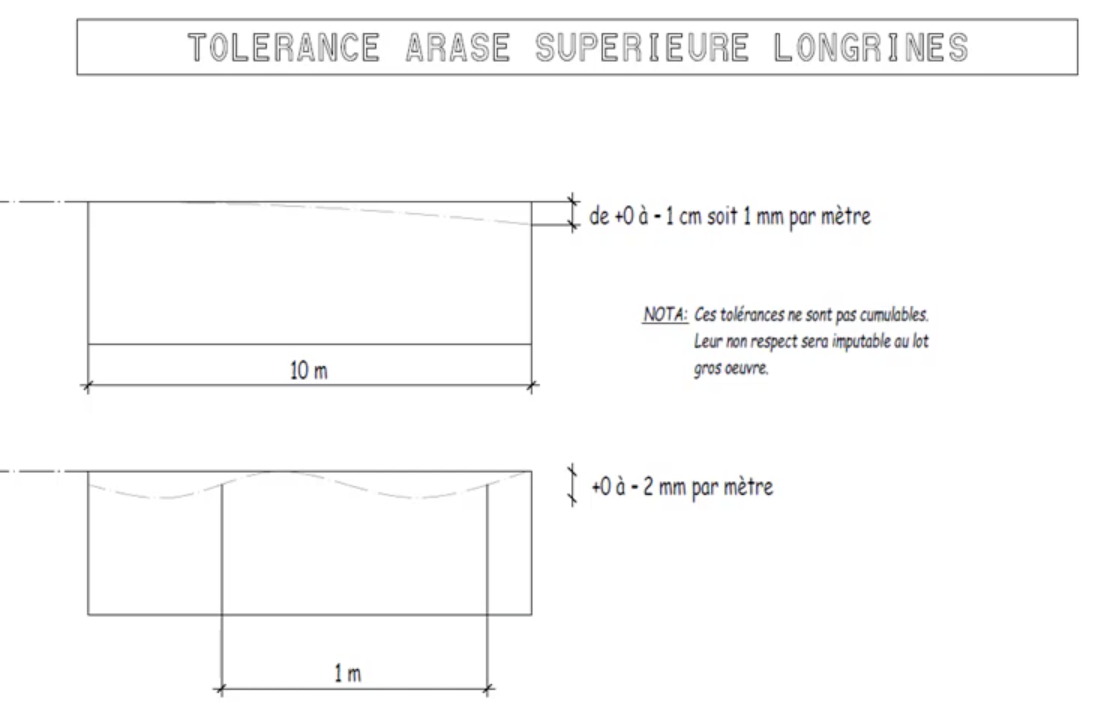 TOLERANCE ARASE SUPERIEURE LONGRINES
de +0 à - 1 cm soit 1 mm par mètre
NOTA: Ces tolérances ne sont pas cumulables.
Leur non respect sera imputable au lot
gros oeuvre.
10 m
+0 à - 2 mm par mètre
1 m